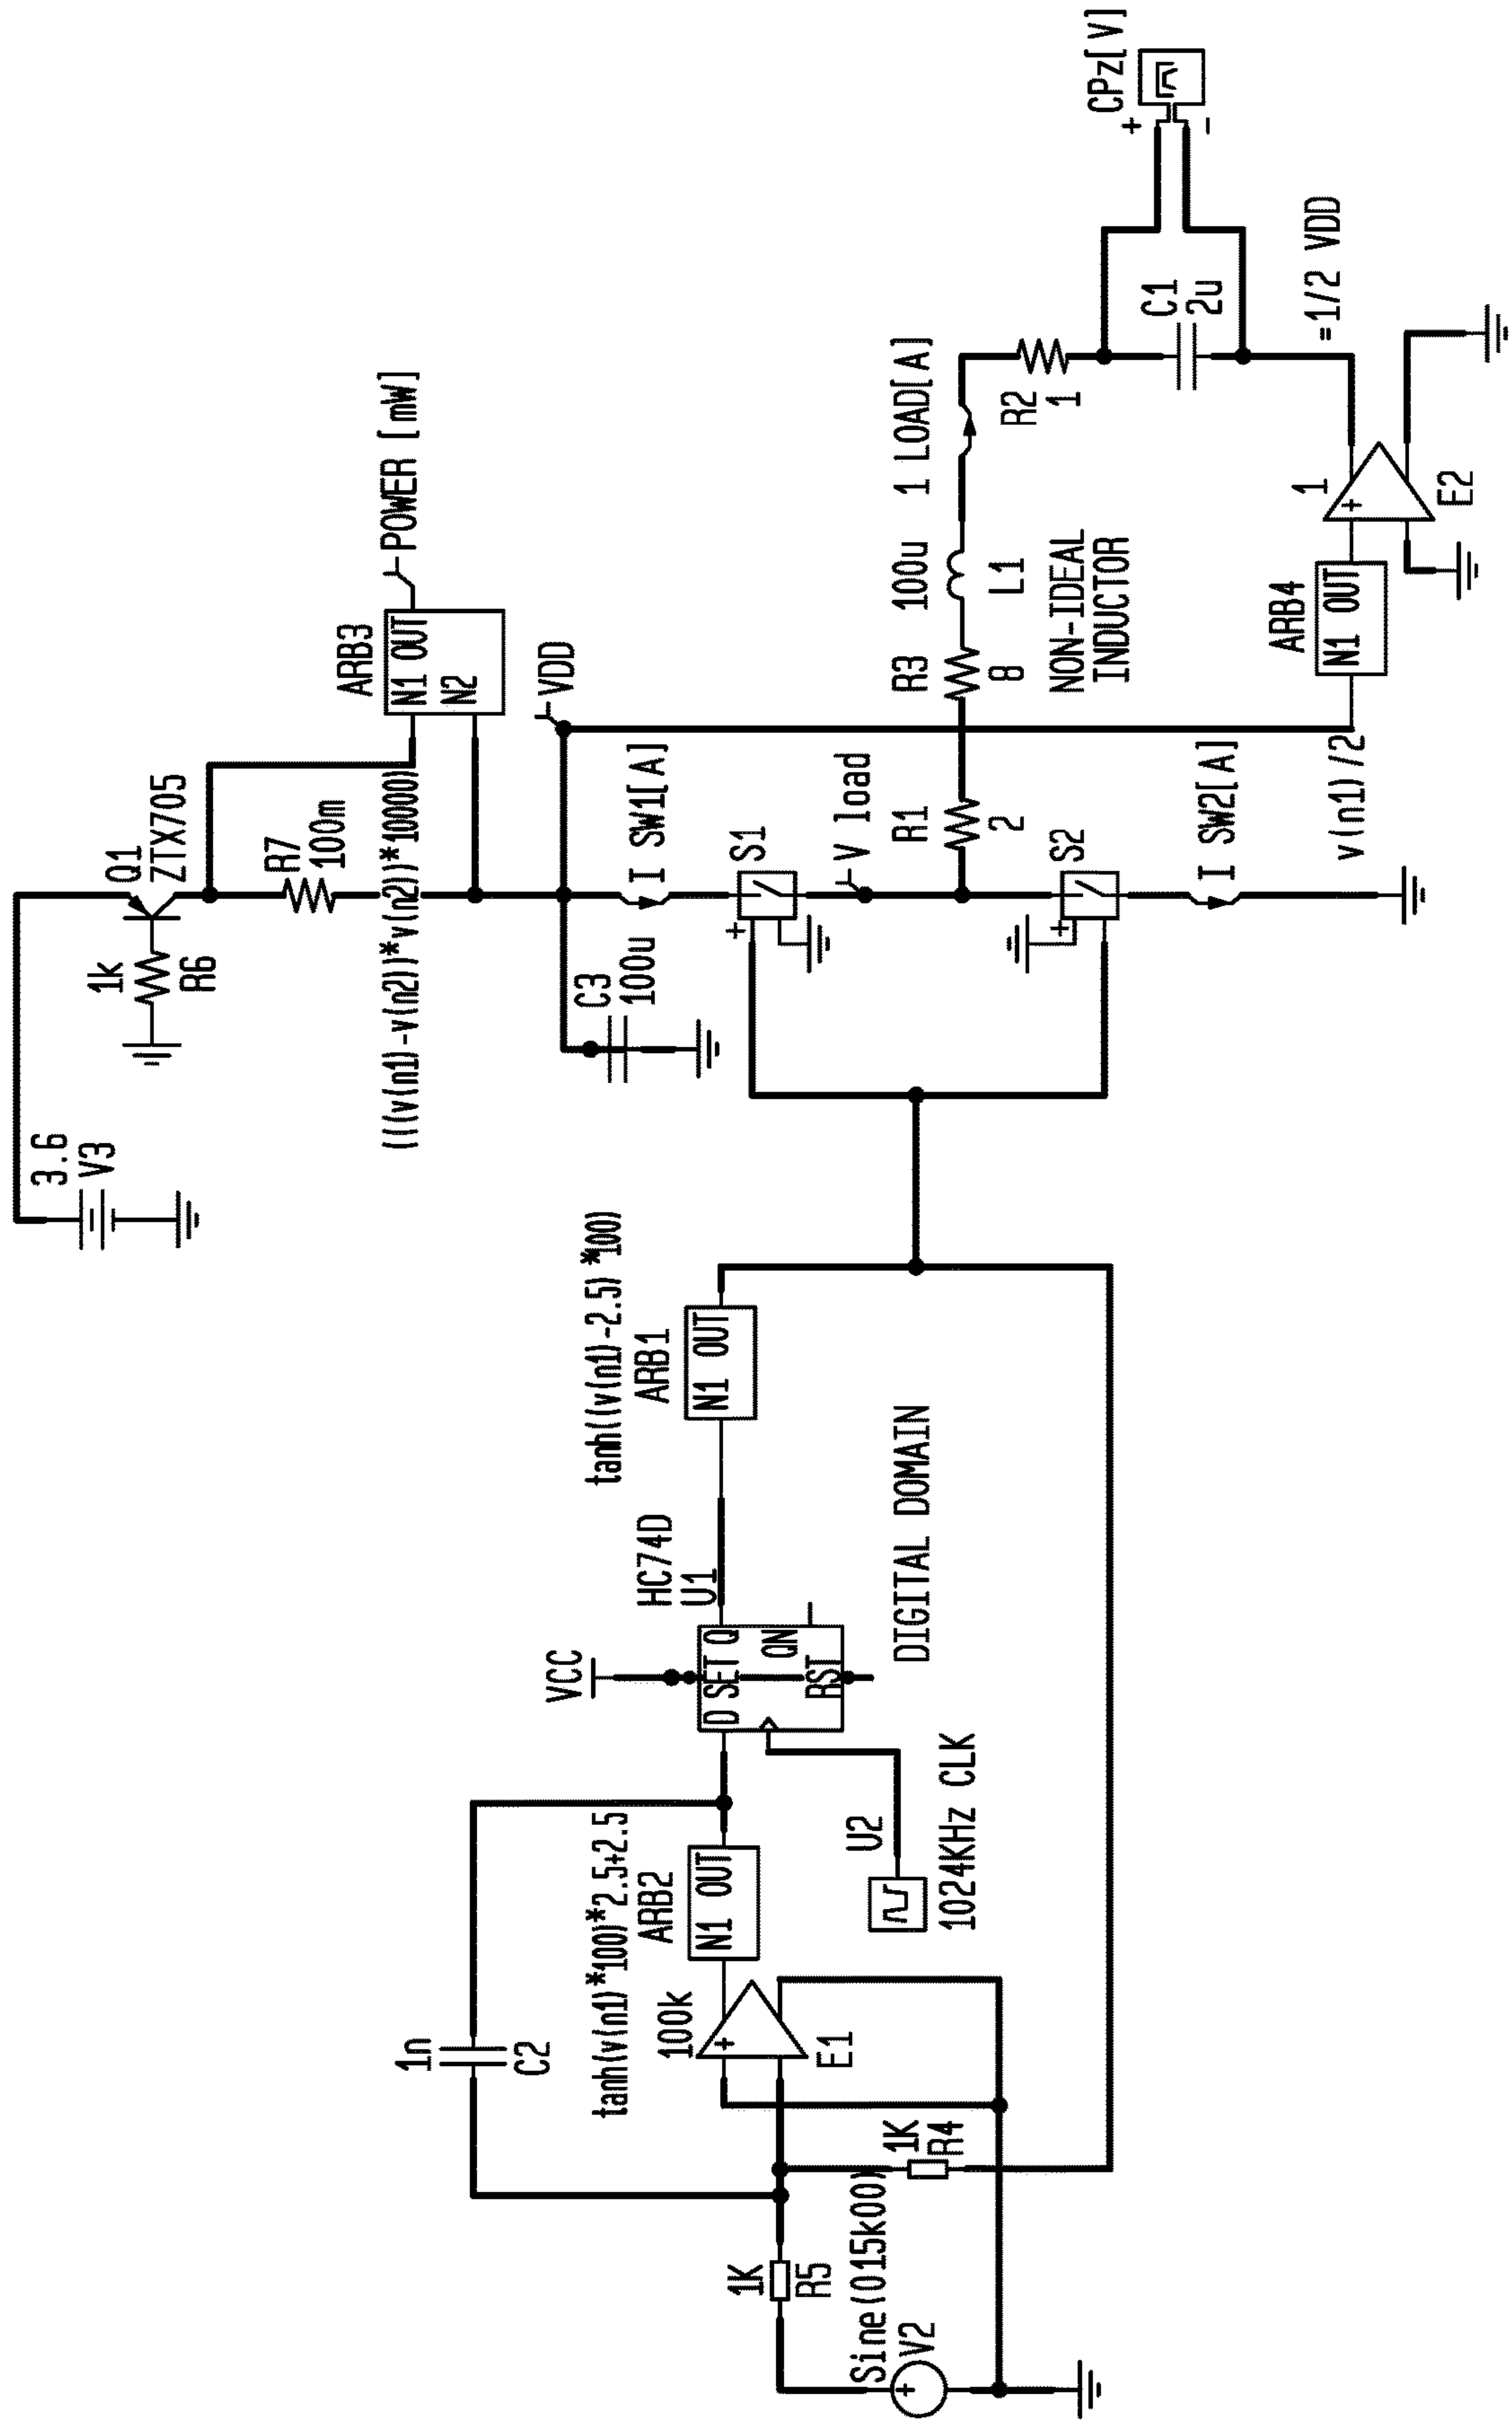 3.6
V3
1k
R6
Q1
ZTX705
R7
100m
(((v(n1)-v(n2))*v(n2))*10000)
ARB3
N1 OUT
N2
POWER [mW]
VDD
C3
100u
I SW1[A]
+
S1
V load
R1
2
R3
8
100u
L1
NON-IDEAL
INDUCTOR
1 LOAD[A]
R2
1
C1
2u
CPz[V]
+
-
=1/2 VDD
+
S2
I SW2[A]
v(n1)/2
ARB4
N1 OUT
+
1
E2
Sine(015k00)
V2
+
1K
R5
1K
R4
1n
C2
100k
+
E1
tanh(v(n1)*100)*2.5+2.5
ARB2
N1 OUT
U2
1024KHz CLK
VCC
D SET Q
QN
RST
HC74D
U1
DIGITAL DOMAIN
tanh((v(n1)-2.5)*100)
ARB1
N1 OUT